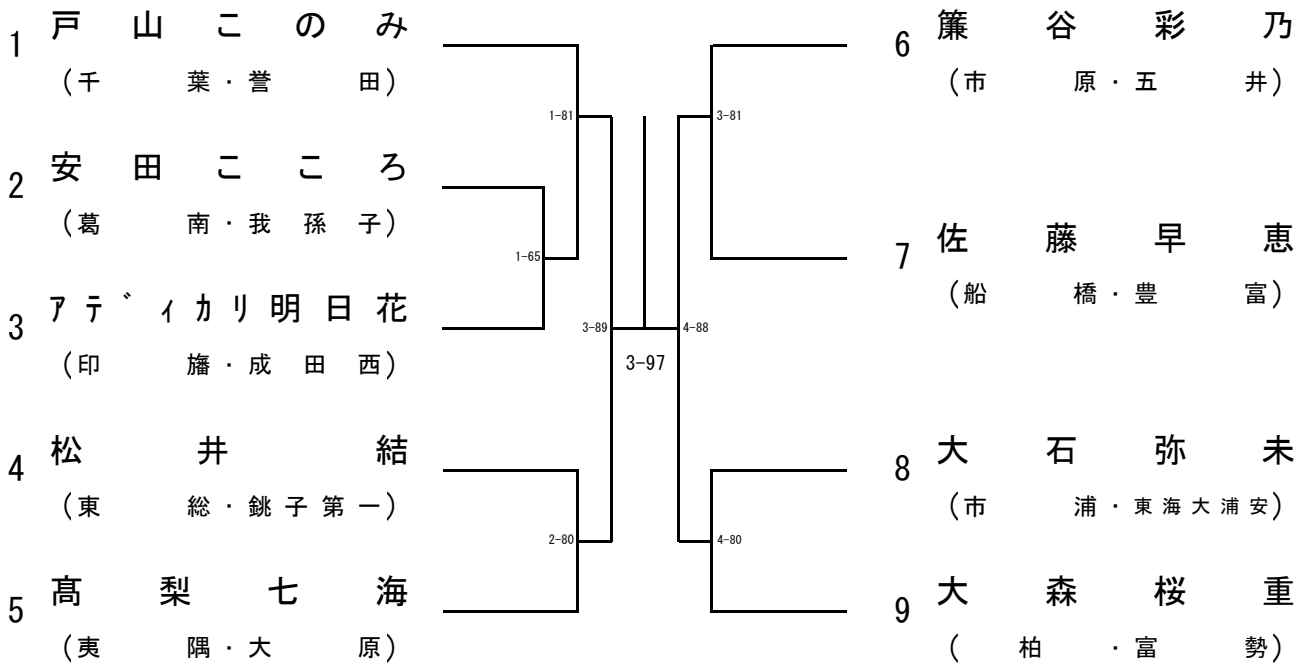 1 戸山このみ
(千葉・誉田)
2 安田こころ
(葛南・我孫子)
3 ｱﾃﾞｨｶﾘ明日花
(印旛・成田西)
4 松井結
(東総・銚子第一)
5 髙梨七海
(夷隅・大原)
1-81
1-65
3-89
2-80
3-97
3-81
4-88
4-80
6 簾谷彩乃
(市原・五井)
7 佐藤早恵
(船橋・豊富)
8 大石弥未
(市浦・東海大浦安)
9 大森桜重
(柏・富勢)